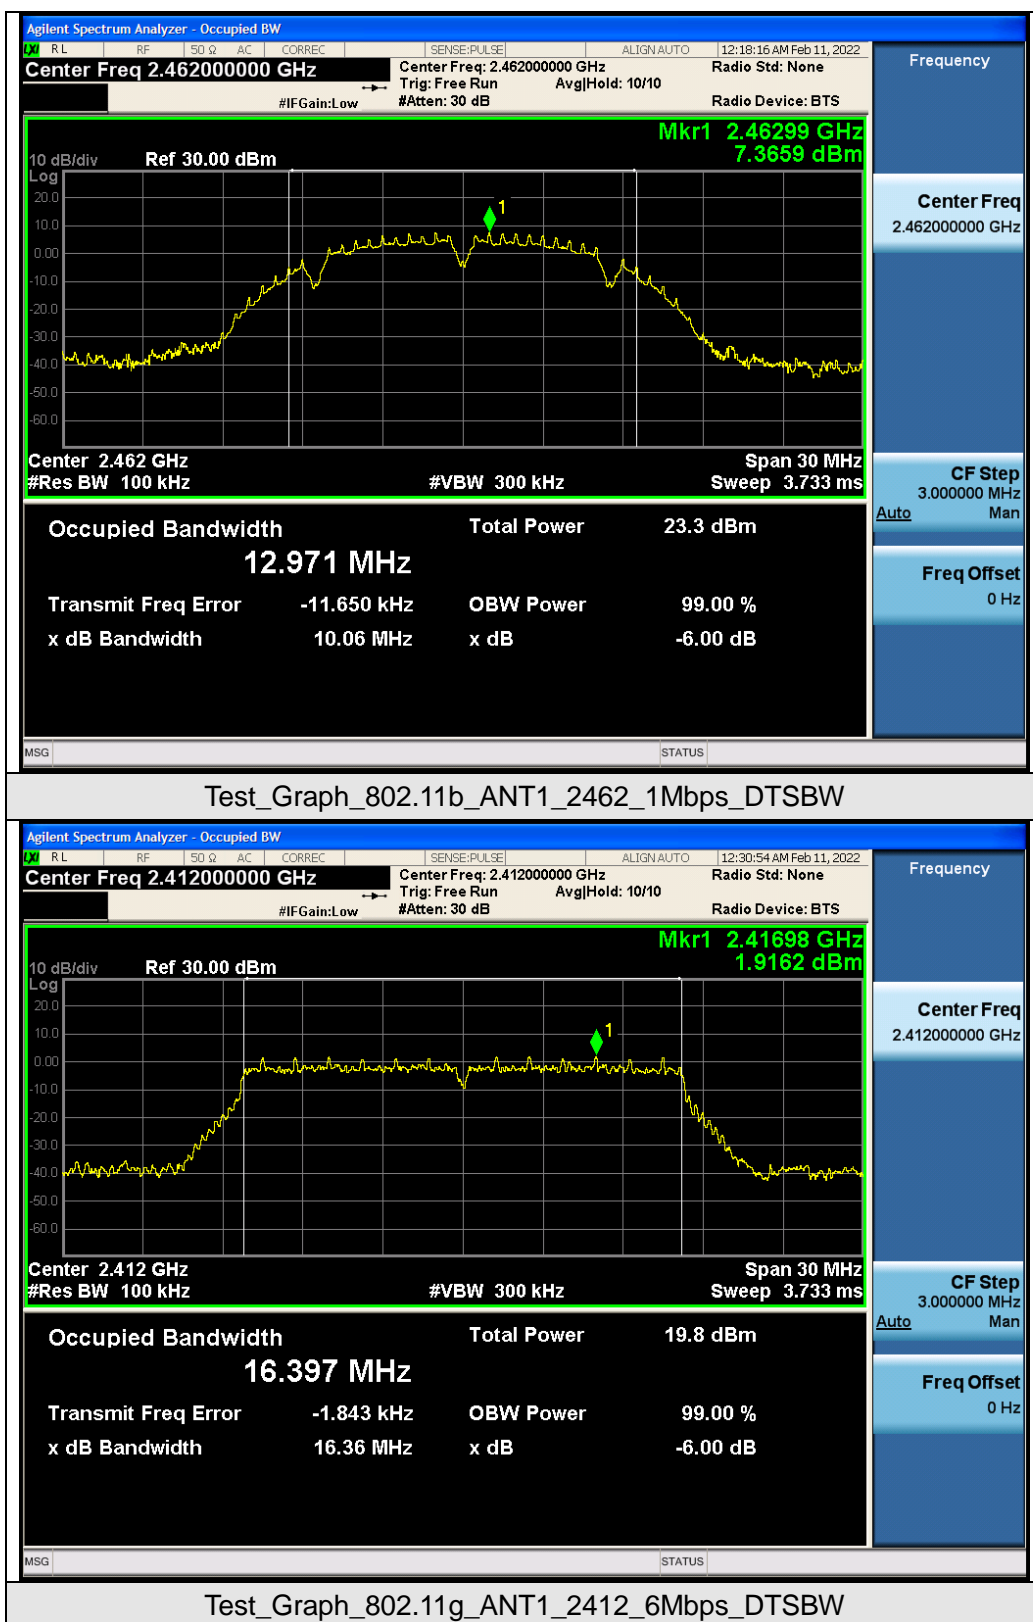 Agilent Spectrum Analyzer - Occupied BW
LXI RL RF 50 Ω AC CORREC SENSE:PULSE ALIGN AUTO 12:18:16 AM Feb 11, 2022
Center Freq 2.462000000 GHz Center Freq: 2.462000000 GHz Radio Std: None Frequency
Trig: Free Run Avg|Hold: 10/10
#IFGain:Low #Atten: 30 dB Radio Device: BTS
Mkr1 2.46299 GHz
10 dB/div Ref 30.00 dBm 7.3659 dBm
Log
20.0
10.0
0.00
-10.0
-20.0
-30.0
-40.0
-50.0
-60.0
1
Center Freq
2.462000000 GHz
Center 2.462 GHz Span 30 MHz
#Res BW 100 kHz #VBW 300 kHz Sweep 3.733 ms
CF Step
3.000000 MHz
Auto Man
Occupied Bandwidth Total Power 23.3 dBm
12.971 MHz
Freq Offset
0 Hz
Transmit Freq Error -11.650 kHz OBW Power 99.00 %
x dB Bandwidth 10.06 MHz x dB -6.00 dB
MSG STATUS
Test_Graph_802.11b_ANT1_2462_1Mbps_DTSBW
Agilent Spectrum Analyzer - Occupied BW
LXI RL RF 50 Ω AC CORREC SENSE:PULSE ALIGN AUTO 12:30:54 AM Feb 11, 2022
Center Freq 2.412000000 GHz Center Freq: 2.412000000 GHz Radio Std: None Frequency
Trig: Free Run Avg|Hold: 10/10
#IFGain:Low #Atten: 30 dB Radio Device: BTS
Mkr1 2.41698 GHz
10 dB/div Ref 30.00 dBm 1.9162 dBm
Log
20.0
10.0
0.00
-10.0
-20.0
-30.0
-40.0
-50.0
-60.0
1
Center Freq
2.412000000 GHz
Center 2.412 GHz Span 30 MHz
#Res BW 100 kHz #VBW 300 kHz Sweep 3.733 ms
CF Step
3.000000 MHz
Auto Man
Occupied Bandwidth Total Power 19.8 dBm
16.397 MHz
Freq Offset
0 Hz
Transmit Freq Error -1.843 kHz OBW Power 99.00 %
x dB Bandwidth 16.36 MHz x dB -6.00 dB
MSG STATUS
Test_Graph_802.11g_ANT1_2412_6Mbps_DTSBW